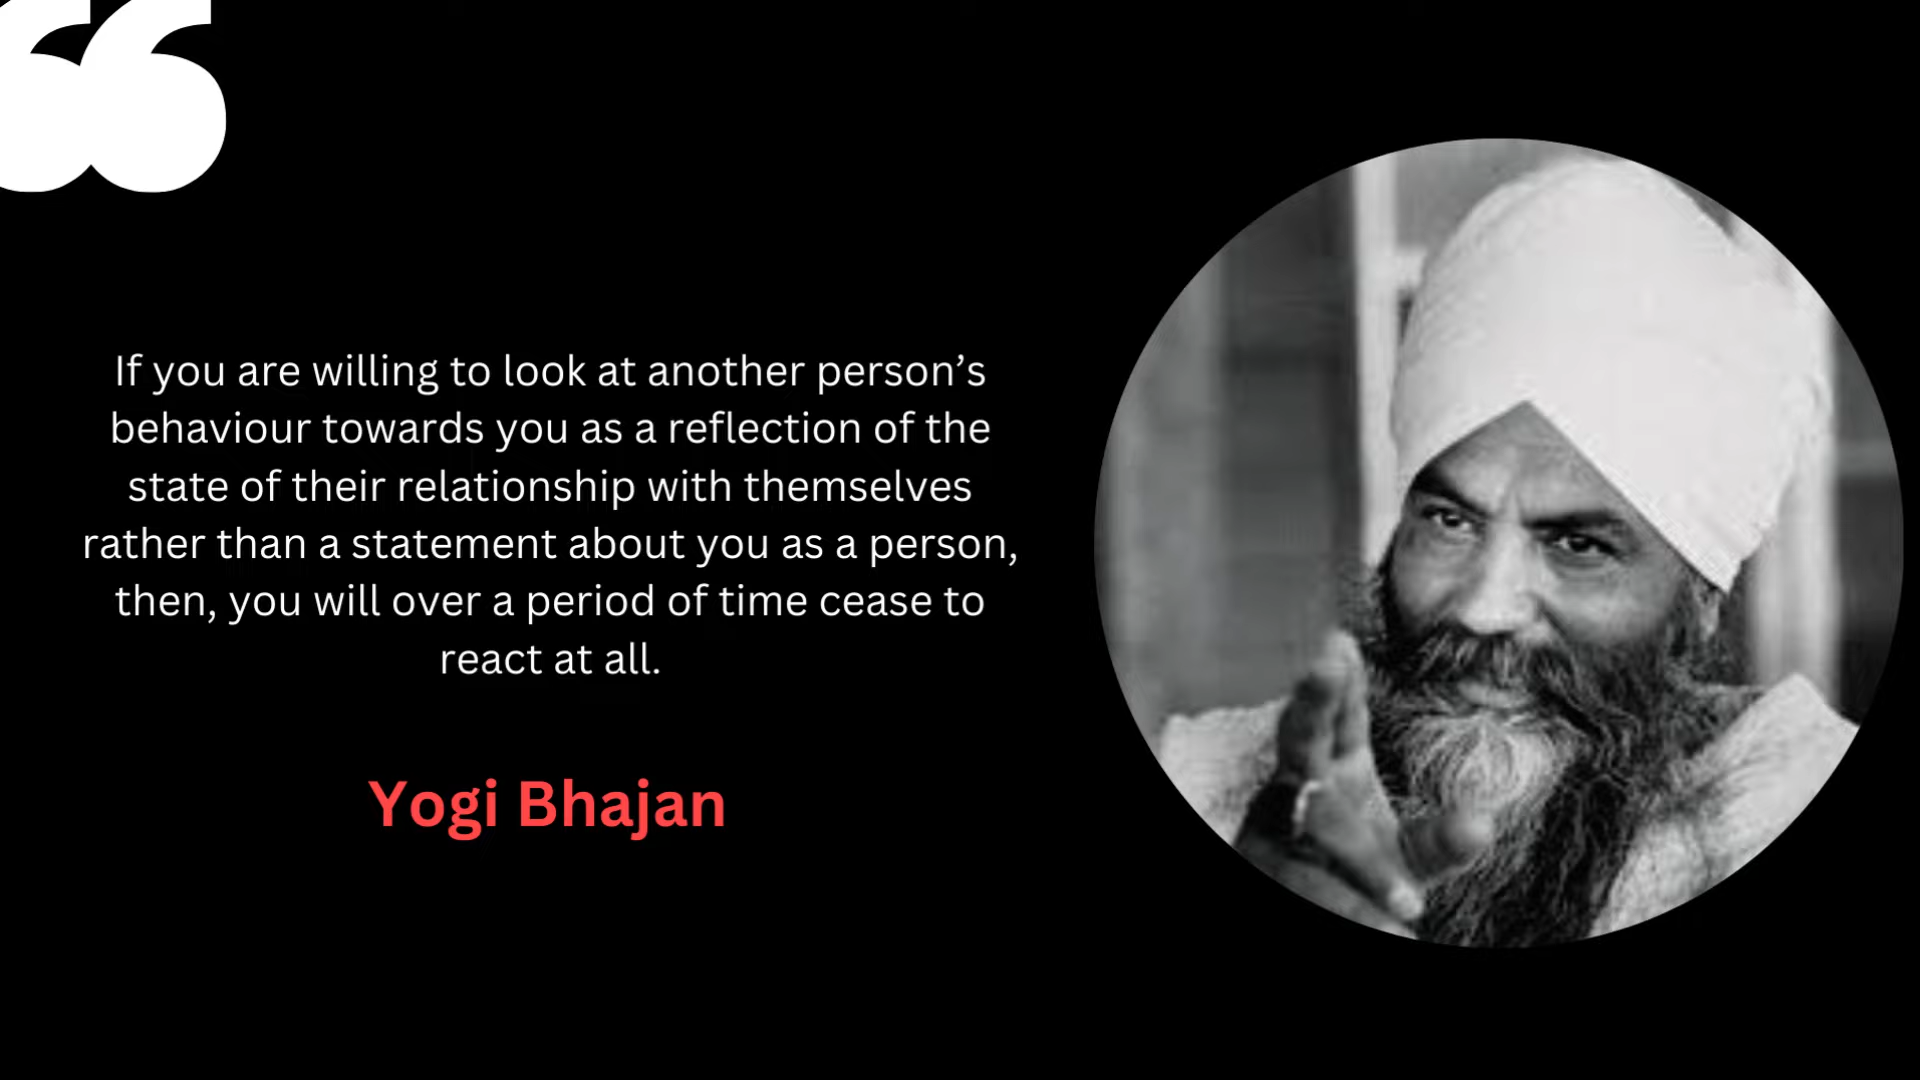 If you are willing to look at another person’s
behaviour towards you as a reflection of the
state of their relationship with themselves
rather than a statement about you as a person,
then, you will over a period of time cease to
react at all.
Yogi Bhajan